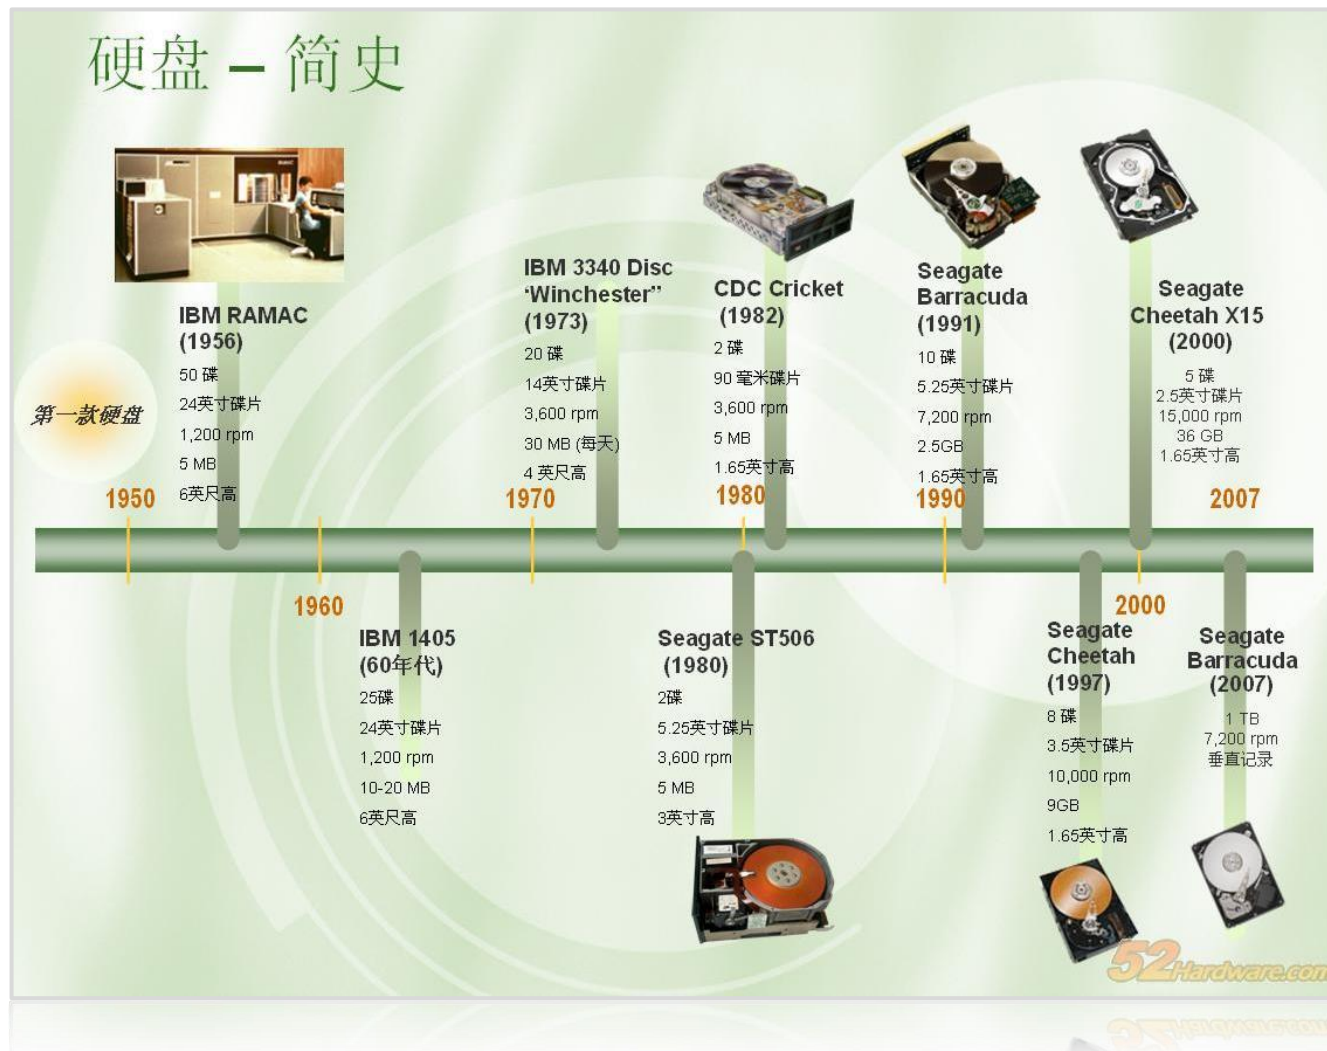 硬盘 – 简史
第一款硬盘
IBM RAMAC
(1956)
50 碟
24英寸碟片
1,200 rpm
5 MB
6英尺高
IBM 3340 Disc
‘Winchester”
(1973)
20 碟
14英寸碟片
3,600 rpm
30 MB (每天)
4 英尺高
CDC Cricket
(1982)
2 碟
90 毫米碟片
3,600 rpm
5 MB
1.65英寸高
Seagate
Barracuda
(1991)
10 碟
5.25英寸碟片
7,200 rpm
2.5GB
1.65英寸高
Seagate
Cheetah X15
(2000)
5 碟
2.5英寸碟片
15,000 rpm
36 GB
1.65英寸高
1950
1970
1980
1990
2007
1960
2000
IBM 1405
(60年代)
25碟
24英寸碟片
1,200 rpm
10-20 MB
6英尺高
Seagate ST506
(1980)
2碟
5.25英寸碟片
3,600 rpm
5 MB
3英寸高
Seagate
Cheetah
(1997)
8 碟
3.5英寸碟片
10,000 rpm
9GB
1.65英寸高
Seagate
Barracuda
(2007)
1 TB
7,200 rpm
垂直记录
52Hardware.com